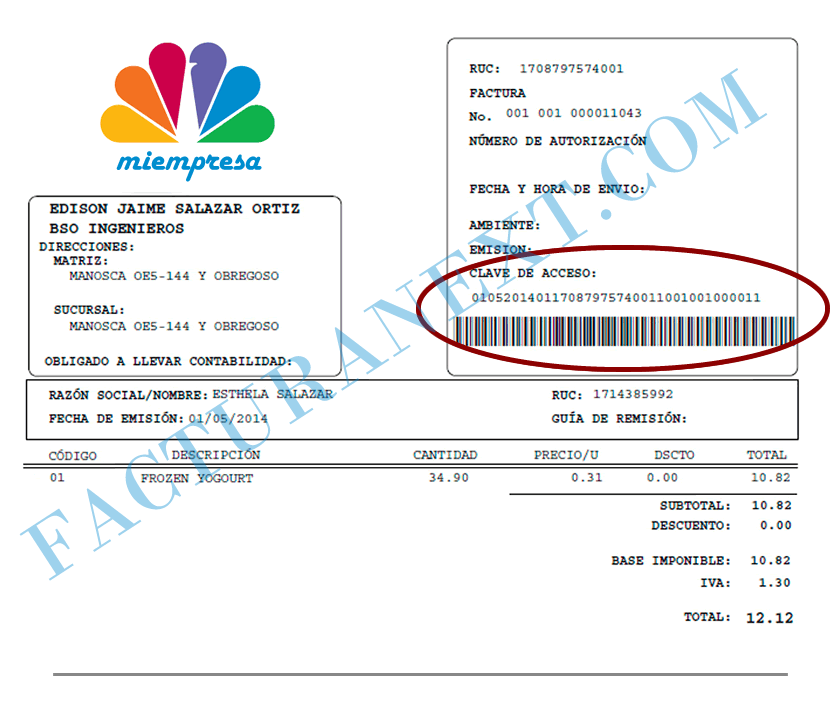 miempresa
RUC: 1708797574001
FACTURA
No. 001 001 000011043
NÚMERO DE AUTORIZACIÓN
FECHA Y HORA DE ENVIO:
AMBIENTE:
EMISION:
CLAVE DE ACCESO:
010520140117087975740011001001000011
EDISON JAIME SALAZAR ORTIZ
BSO INGENIEROS
DIRECCIONES:
MATRIZ:
MANOSCA OE5-144 Y OBREGOSO
SUCURSAL:
MANOSCA OE5-144 Y OBREGOSO
OBLIGADO A LLEVAR CONTABILIDAD:
RAZÓN SOCIAL/NOMBRE: ESTHELA SALAZAR RUC: 1714385992
FECHA DE EMISIÓN: 01/05/2014 GUÍA DE REMISIÓN:
CÓDIGO DESCRIPCIÓN CANTIDAD PRECIO/U DSCTO TOTAL
01 FROZEN YOGOURT 34.90 0.31 0.00 10.82
SUBTOTAL: 10.82
DESCUENTO: 0.00
BASE IMPONIBLE: 10.82
IVA: 1.30
TOTAL: 12.12
FACTURANEXT.COM